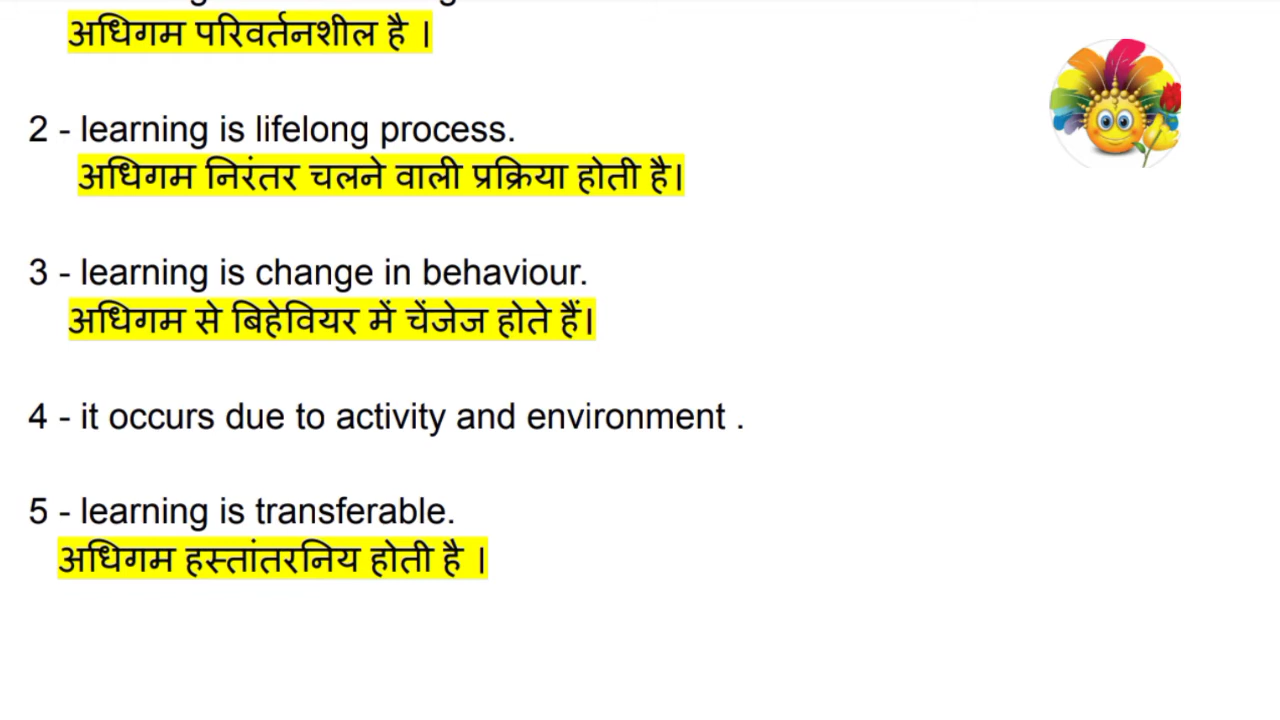 अधिगम परिवर्तनशील है ।
2 - learning is lifelong process.
अधिगम निरंतर चलने वाली प्रक्रिया होती है।
3 - learning is change in behaviour.
अधिगम से बिहेवियर में चेंजेज होते हैं।
4 - it occurs due to activity and environment .
5 - learning is transferable.
अधिगम हस्तांतरनिय होती है ।